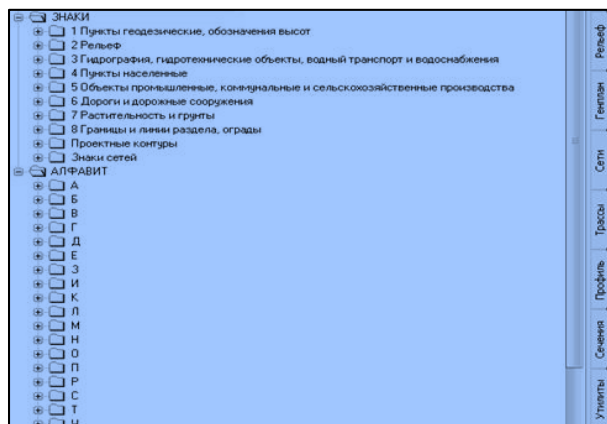 ЗНАКИ
1 Пункты геодезические, обозначения высот
2 Рельеф
3 Гидрография, гидротехнические объекты, водный транспорт и водоснабжения
4 Пункты населенные
5 Объекты промышленные, коммунальные и сельскохозяйственные производства
6 Дороги и дорожные сооружения
7 Растительность и грунты
8 Границы и линии раздела, ограды
Проектные контуры
Знаки сетей
АЛФАВИТ
А
Б
В
Г
Д
Е
З
И
К
Л
М
Н
О
П
Р
С
Т
Рельеф
Генплан
Сети
Трассы
Профиль
Сечения
Утилиты